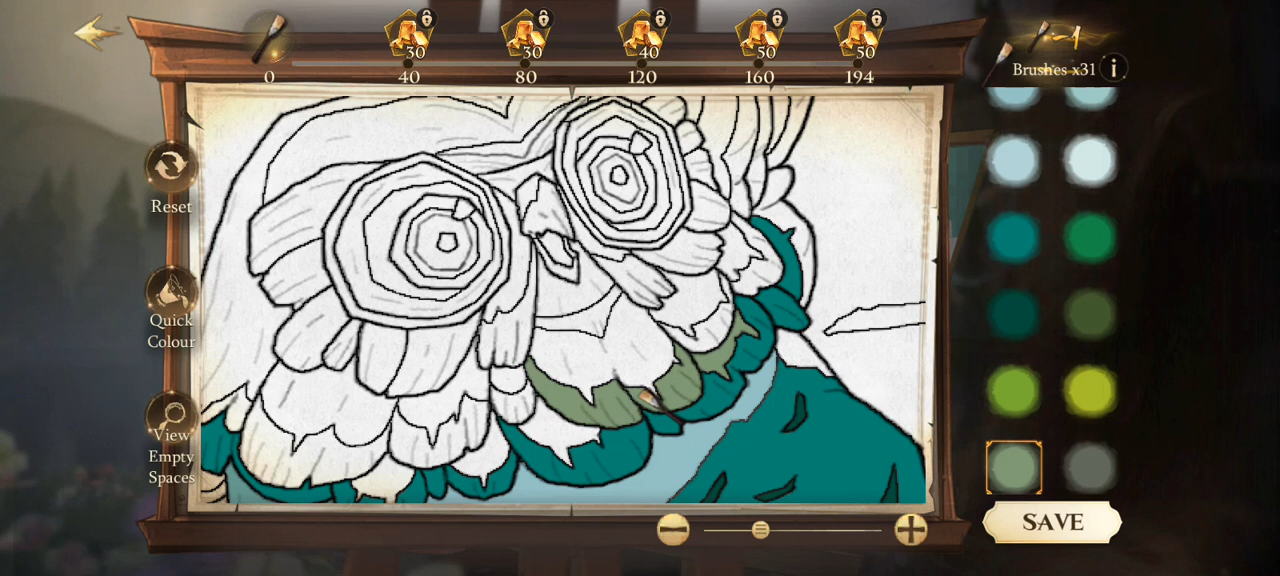 30
30
40
50
50
0
40
80
120
160
194
Brushes x31
i
Reset
Quick
Colour
View
Empty
Spaces
SAVE